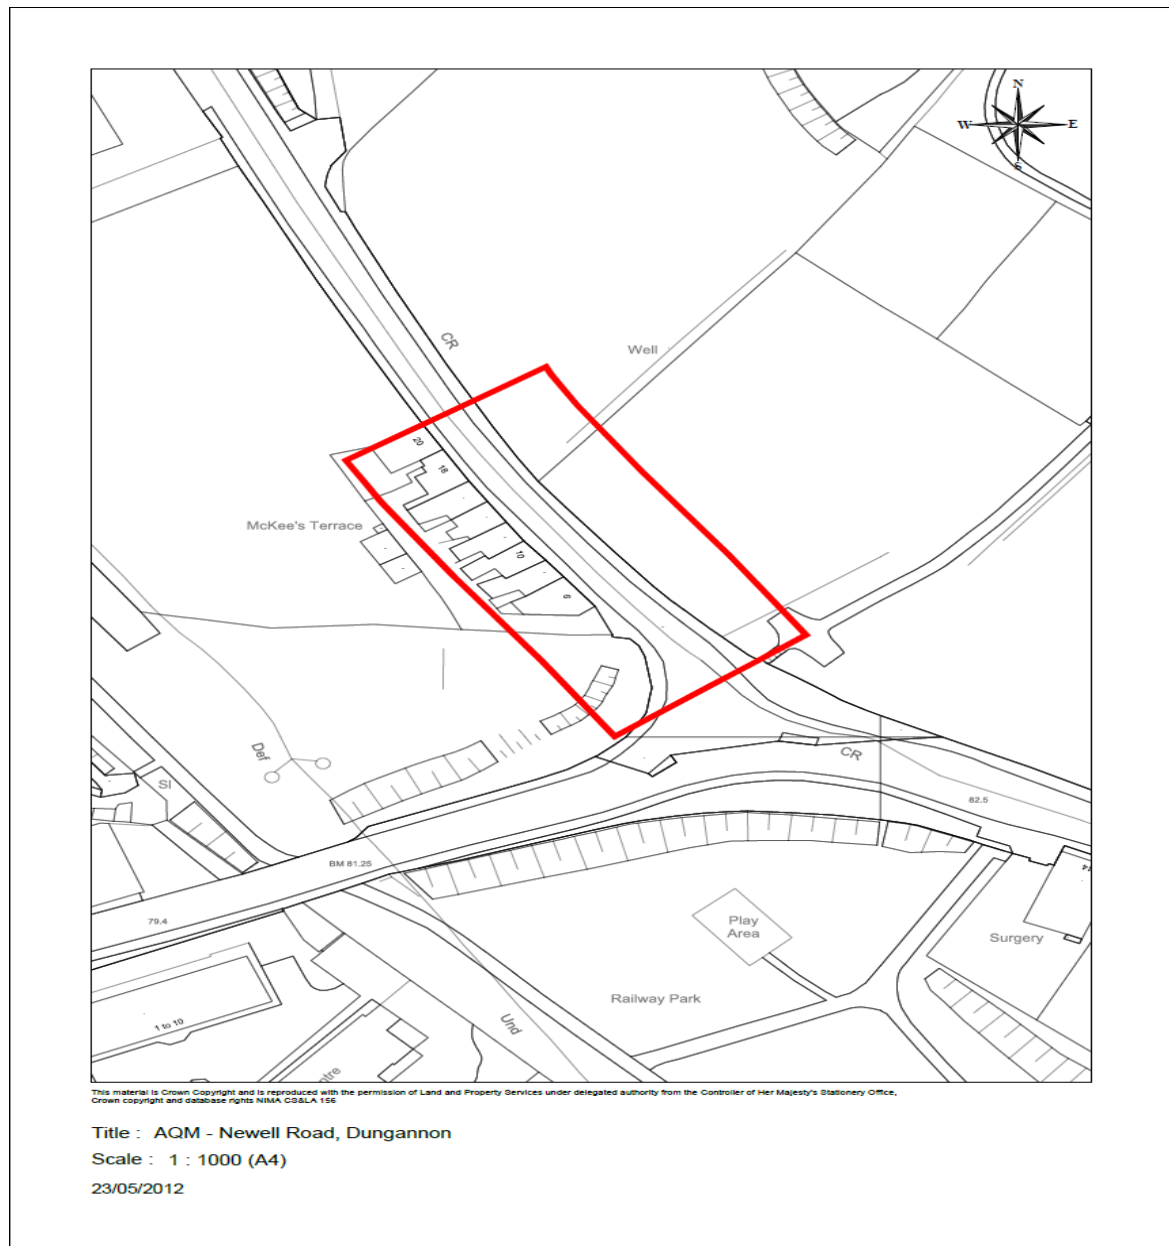 N
W E
S
CR
Well
20
18
McKee's Terrace
10
6
Def
CR
SI
82.5
BM 81.25
14
79.4
Play
Area
Surgery
Railway Park
1 to 10
Und
ntre
This material is Crown Copyright and is reproduced with the permission of Land and Property Services under delegated authority from the Controller of Her Majesty's Stationery Office,
Crown copyright and database rights NIMA CS&LA 156
Title : AQM - Newell Road, Dungannon
Scale : 1 : 1000 (A4)
23/05/2012